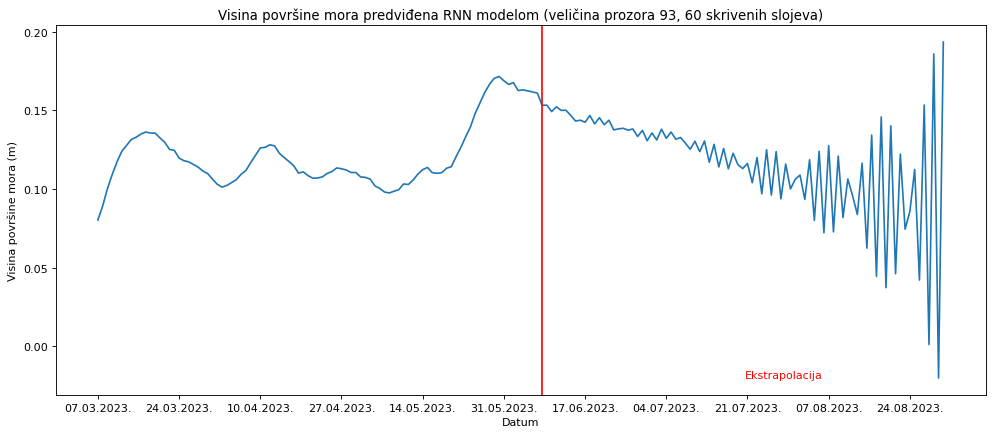 Visina površine mora predviđena RNN modelom (veličina prozora 93, 60 skrivenih slojeva)
Visina površine mora (m)
0.20
0.15
0.10
0.05
0.00
Ekstrapolacija
07.03.2023. 24.03.2023. 10.04.2023. 27.04.2023. 14.05.2023. 31.05.2023. 17.06.2023. 04.07.2023. 21.07.2023. 07.08.2023. 24.08.2023.
Datum